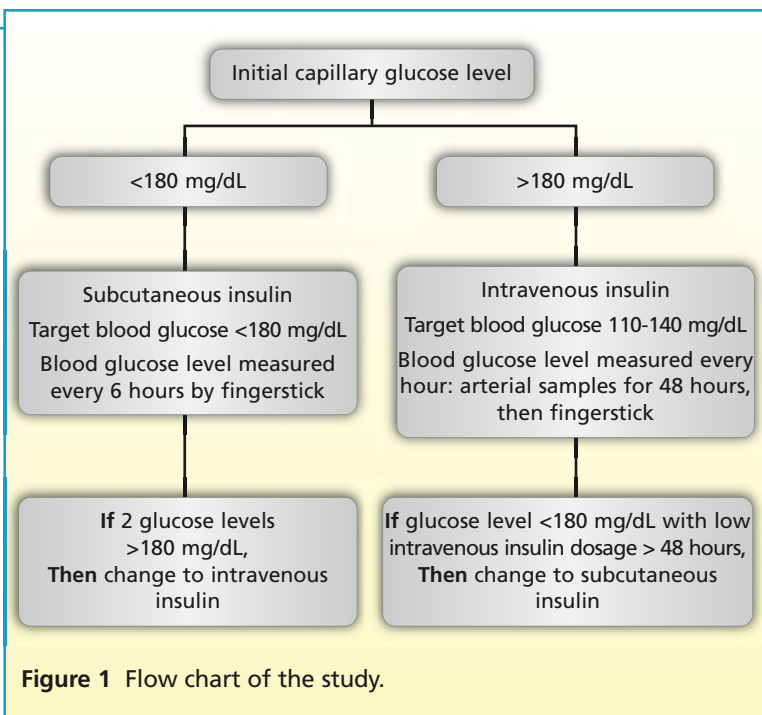 Initial capillary glucose level
<180 mg/dL
>180 mg/dL
Subcutaneous insulin
Target blood glucose <180 mg/dL
Blood glucose level measured
every 6 hours by fingerstick
Intravenous insulin
Target blood glucose 110-140 mg/dL
Blood glucose level measured every
hour: arterial samples for 48 hours,
then fingerstick
If 2 glucose levels
>180 mg/dL,
Then change to intravenous
insulin
If glucose level <180 mg/dL with low
intravenous insulin dosage > 48 hours,
Then change to subcutaneous
insulin
Figure 1 Flow chart of the study.